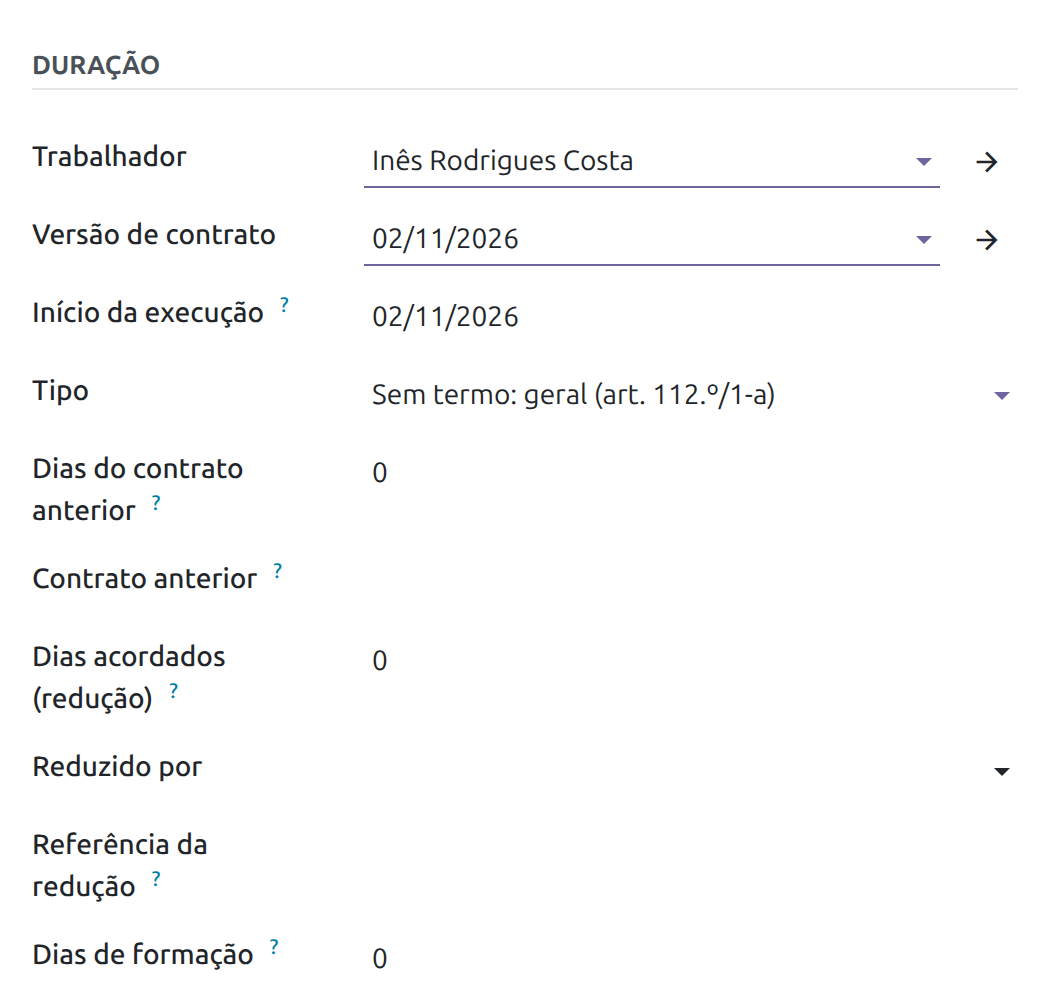 DURAÇÃO
Trabalhador
Inês Rodrigues Costa
Versão de contrato
02/11/2026
Início da execução ?
02/11/2026
Tipo
Sem termo: geral (art. 112.º/1-a)
Dias do contrato
anterior ?
0
Contrato anterior ?
Dias acordados
(redução) ?
0
Reduzido por
Referência da
redução ?
Dias de formação ?
0